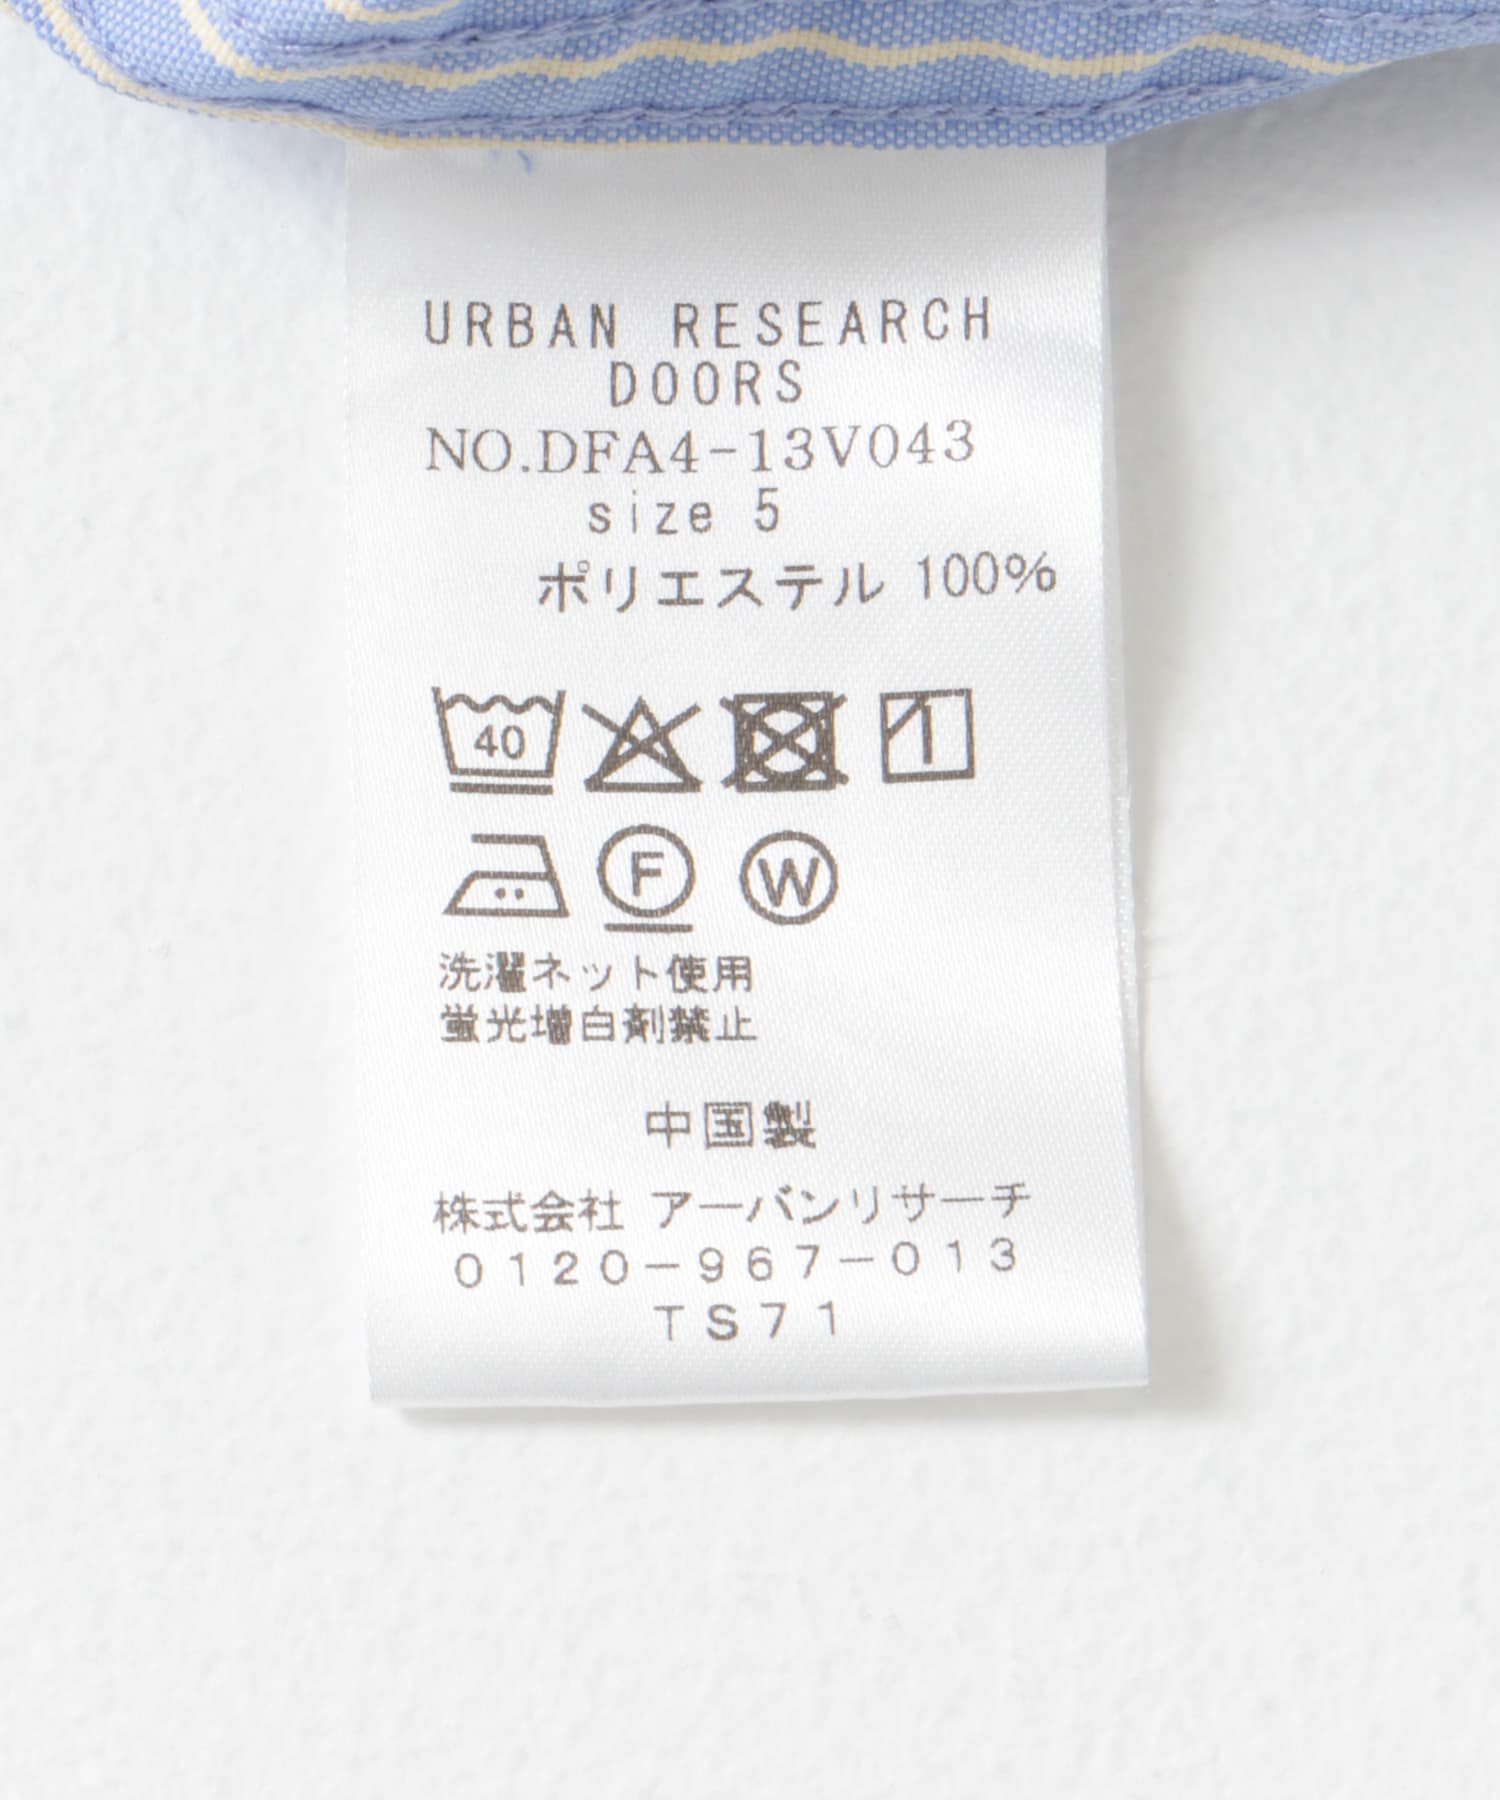 URBAN RESEARCH
DOORS
NO.DFA4-13V043
size 5
ポリエステル 100%
40
F W
洗濯ネット使用
蛍光増白剤禁止
中国製
株式会社 アーバンリサーチ
0120-967-013
TS71